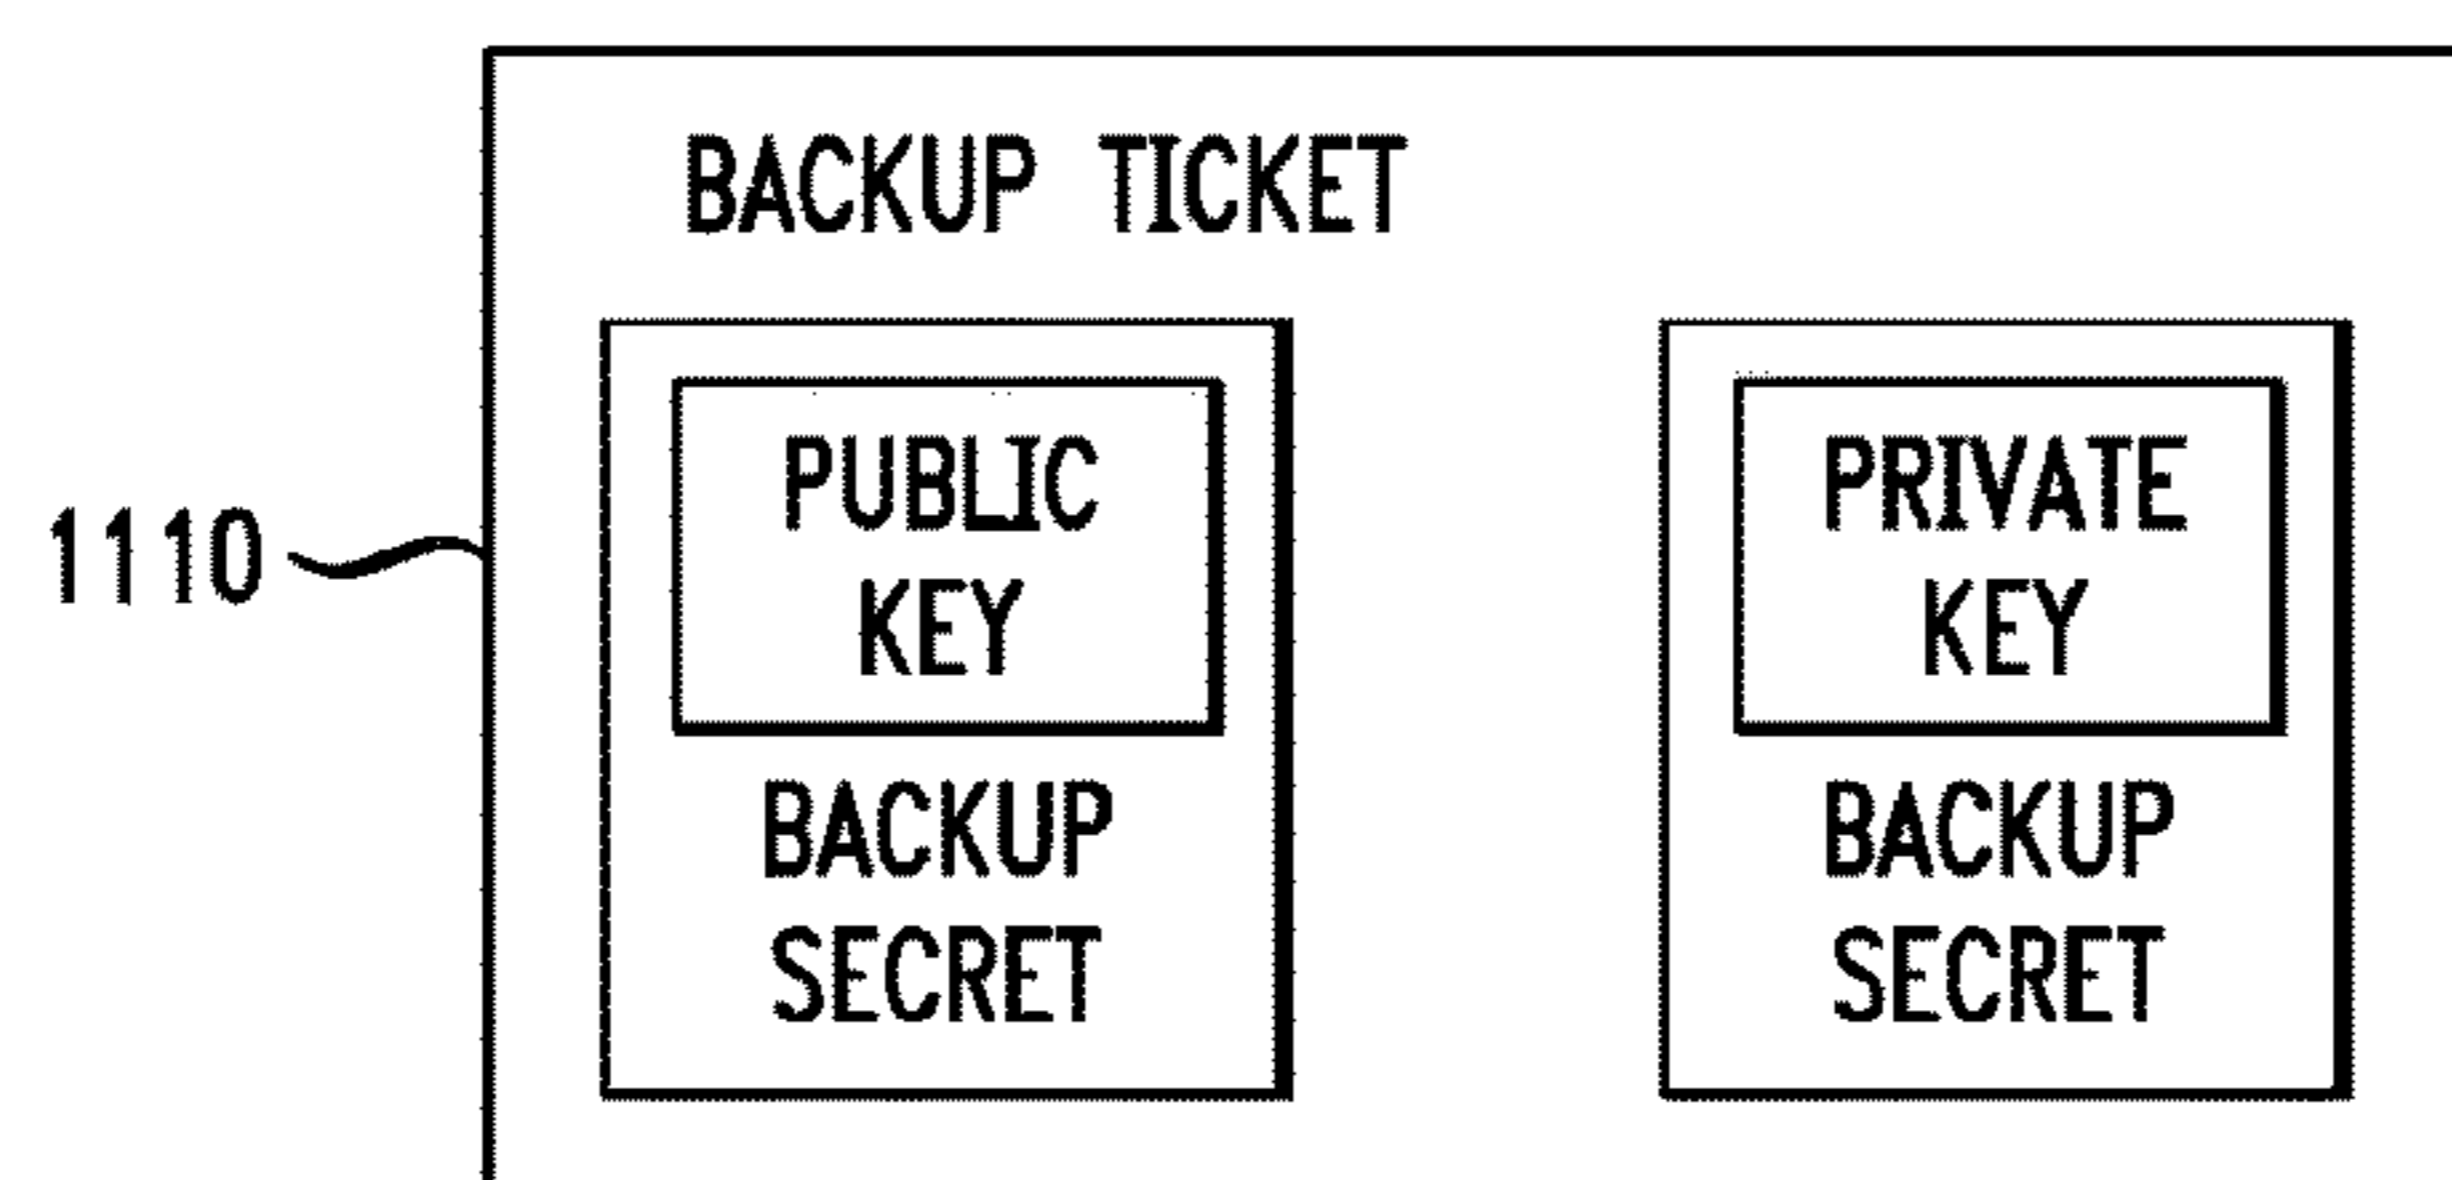 BACKUP TICKET
1110
PUBLIC
KEY
BACKUP
SECRET
PRIVATE
KEY
BACKUP
SECRET